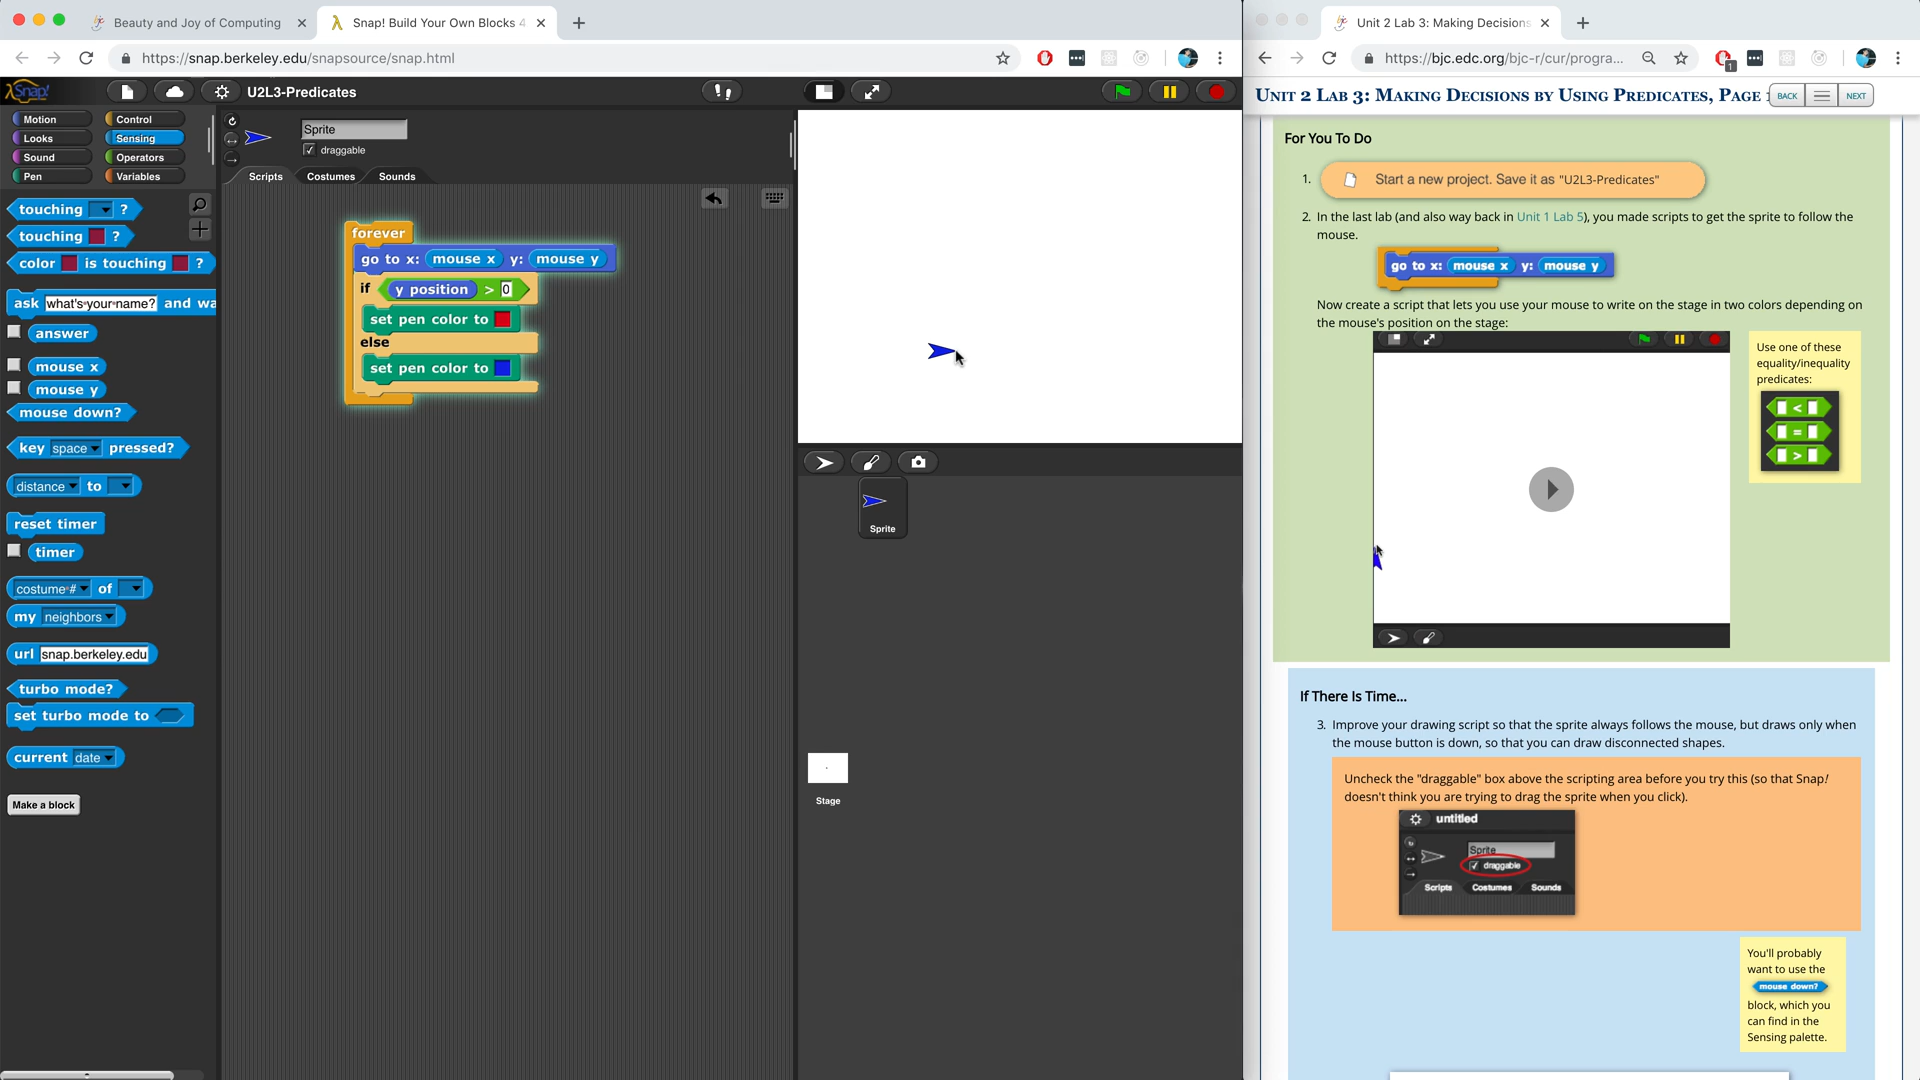 Beauty and Joy of Computing
Snap! Build Your Own Blocks 4
https://snap.berkeley.edu/snapsource/snap.html
Snap!
U2L3-Predicates
Motion
Control
Looks
Sensing
Sound
Operators
Pen
Variables
Sprite
draggable
Scripts
Costumes
Sounds
touching ?
touching ?
color is touching ?
ask what's·your·name? and wa
answer
mouse x
mouse y
mouse down?
key space pressed?
distance to
reset timer
timer
costume·# of
my neighbors
url snap.berkeley.edu
turbo mode?
set turbo mode to
current date
Make a block
forever
go to x: mouse x y: mouse y
if y position > 0
set pen color to
else
set pen color to
Sprite
Stage
Unit 2 Lab 3: Making Decisions
https://bjc.edc.org/bjc-r/cur/progra...
1
Unit 2 Lab 3: Making Decisions by Using Predicates, Page
BACK
NEXT
For You To Do
1. Start a new project. Save it as "U2L3-Predicates"
2. In the last lab (and also way back in Unit 1 Lab 5), you made scripts to get the sprite to follow the
mouse.
go to x: mouse x y: mouse y
Now create a script that lets you use your mouse to write on the stage in two colors depending on
the mouse's position on the stage:
Use one of these
equality/inequality
predicates:
<
=
>
If There Is Time...
3. Improve your drawing script so that the sprite always follows the mouse, but draws only when
the mouse button is down, so that you can draw disconnected shapes.
Uncheck the "draggable" box above the scripting area before you try this (so that Snap!
doesn't think you are trying to drag the sprite when you click).
untitled
Sprite
draggable
Scripts
Costumes
Sounds
You'll probably
want to use the
mouse down?
block, which you
can find in the
Sensing palette.